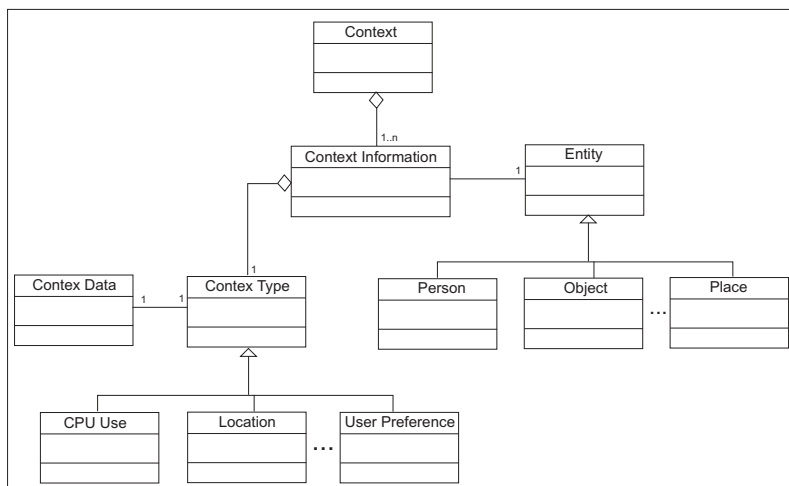 Context
1..n
Context Information
Entity
1
1
Contex Data
Contex Type
1
1
Person
Object
Place
...
CPU Use
Location
User Preference
...